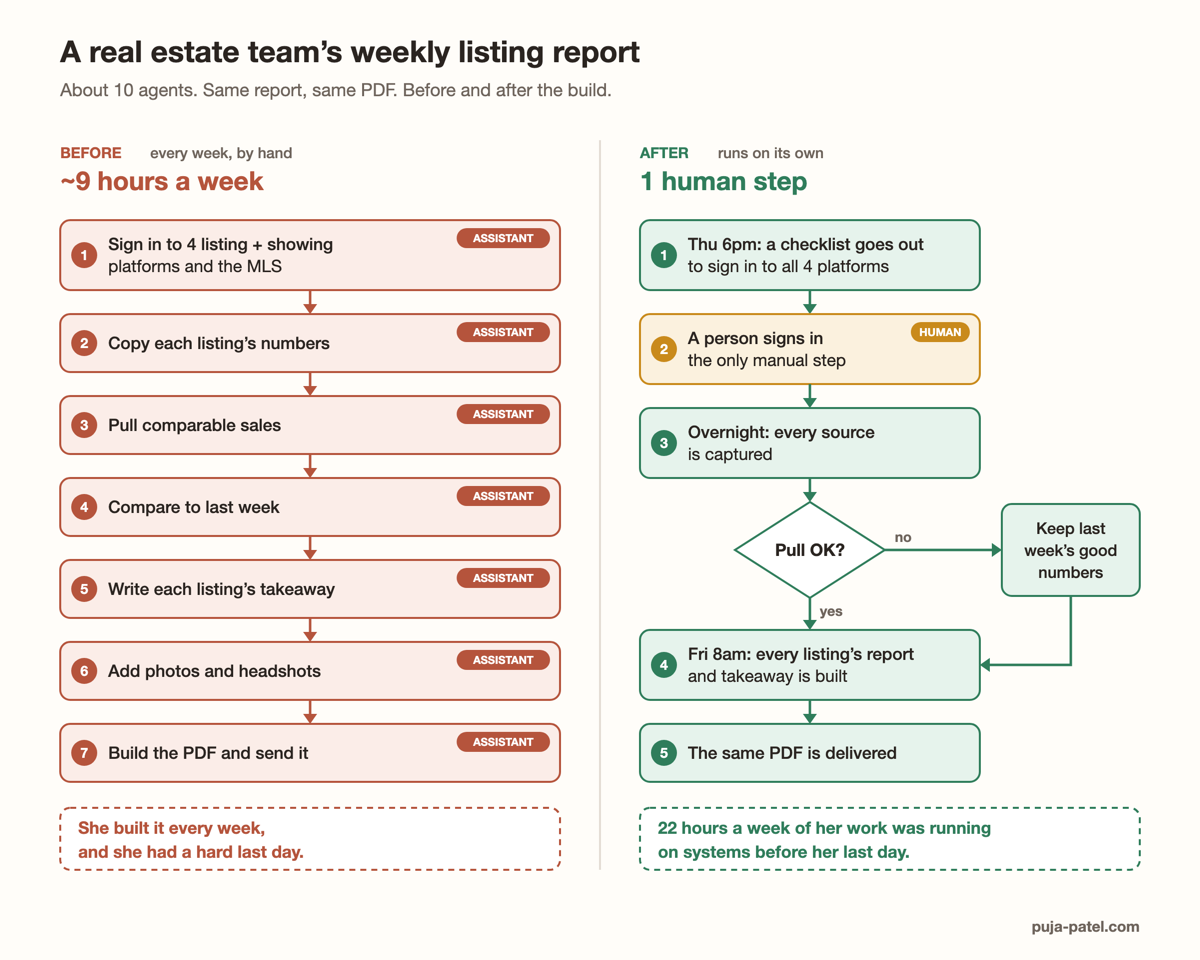 A real estate team’s weekly listing report
About 10 agents. Same report, same PDF. Before and after the build.
BEFORE every week, by hand
~9 hours a week
1 Sign in to 4 listing + showing ASSISTANT
platforms and the MLS
2 Copy each listing’s numbers ASSISTANT
3 Pull comparable sales ASSISTANT
4 Compare to last week ASSISTANT
5 Write each listing’s takeaway ASSISTANT
6 Add photos and headshots ASSISTANT
7 Build the PDF and send it ASSISTANT
She built it every week,
and she had a hard last day.
AFTER runs on its own
1 human step
1 Thu 6pm: a checklist goes out
to sign in to all 4 platforms
2 A person signs in HUMAN
the only manual step
3 Overnight: every source
is captured
Pull OK?
no
Keep last
week’s good
numbers
yes
4 Fri 8am: every listing’s report
and takeaway is built
5 The same PDF is delivered
22 hours a week of her work was running
on systems before her last day.
puja-patel.com